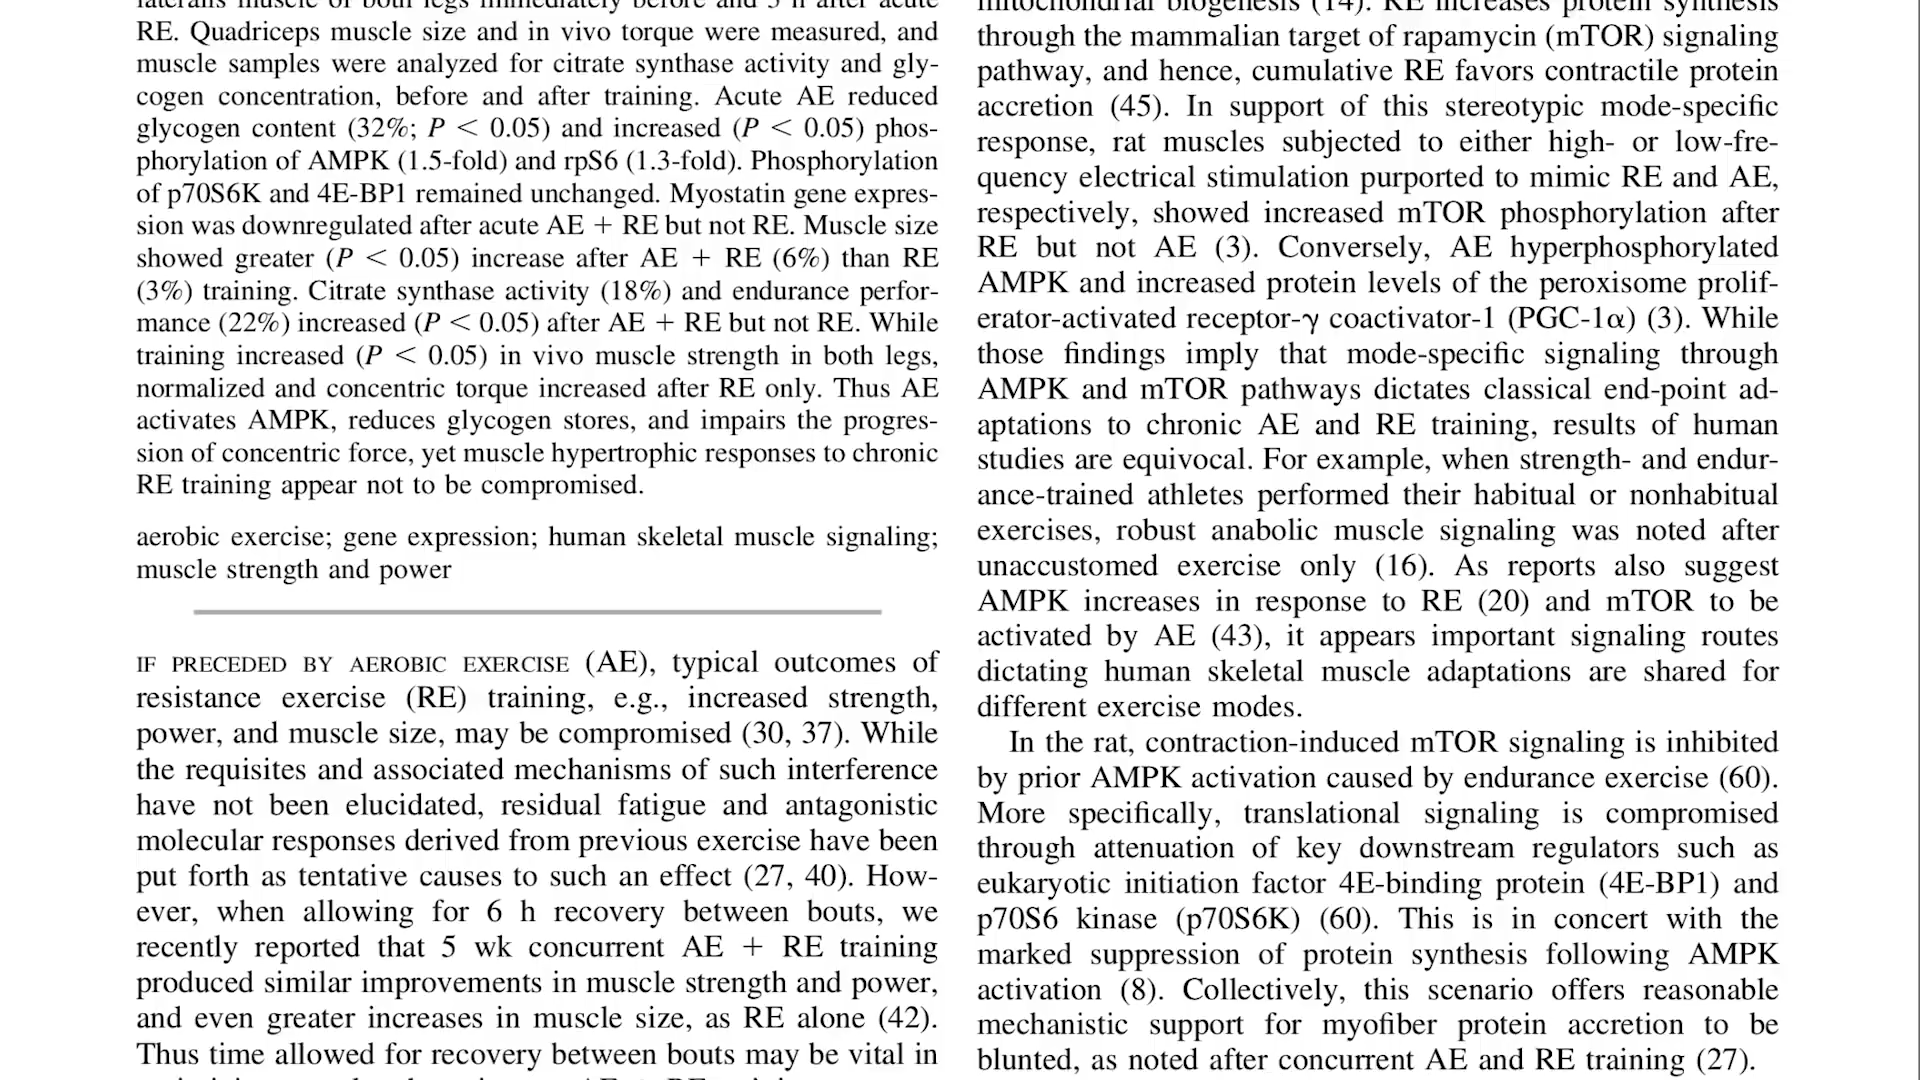 lateralis muscle of both legs immediately before and 3 h after acute
RE. Quadriceps muscle size and in vivo torque were measured, and
muscle samples were analyzed for citrate synthase activity and gly-
cogen concentration, before and after training. Acute AE reduced
glycogen content (32%; P < 0.05) and increased (P < 0.05) phos-
phorylation of AMPK (1.5-fold) and rpS6 (1.3-fold). Phosphorylation
of p70S6K and 4E-BP1 remained unchanged. Myostatin gene expres-
sion was downregulated after acute AE + RE but not RE. Muscle size
showed greater (P < 0.05) increase after AE + RE (6%) than RE
(3%) training. Citrate synthase activity (18%) and endurance perfor-
mance (22%) increased (P < 0.05) after AE + RE but not RE. While
training increased (P < 0.05) in vivo muscle strength in both legs,
normalized and concentric torque increased after RE only. Thus AE
activates AMPK, reduces glycogen stores, and impairs the progres-
sion of concentric force, yet muscle hypertrophic responses to chronic
RE training appear not to be compromised.
aerobic exercise; gene expression; human skeletal muscle signaling;
muscle strength and power
IF PRECEDED BY AEROBIC EXERCISE (AE), typical outcomes of
resistance exercise (RE) training, e.g., increased strength,
power, and muscle size, may be compromised (30, 37). While
the requisites and associated mechanisms of such interference
have not been elucidated, residual fatigue and antagonistic
molecular responses derived from previous exercise have been
put forth as tentative causes to such an effect (27, 40). How-
ever, when allowing for 6 h recovery between bouts, we
recently reported that 5 wk concurrent AE + RE training
produced similar improvements in muscle strength and power,
and even greater increases in muscle size, as RE alone (42).
Thus time allowed for recovery between bouts may be vital in
mitochondrial biogenesis (14). RE increases protein synthesis
through the mammalian target of rapamycin (mTOR) signaling
pathway, and hence, cumulative RE favors contractile protein
accretion (45). In support of this stereotypic mode-specific
response, rat muscles subjected to either high- or low-fre-
quency electrical stimulation purported to mimic RE and AE,
respectively, showed increased mTOR phosphorylation after
RE but not AE (3). Conversely, AE hyperphosphorylated
AMPK and increased protein levels of the peroxisome prolif-
erator-activated receptor-γ coactivator-1 (PGC-1α) (3). While
those findings imply that mode-specific signaling through
AMPK and mTOR pathways dictates classical end-point ad-
aptations to chronic AE and RE training, results of human
studies are equivocal. For example, when strength- and endur-
ance-trained athletes performed their habitual or nonhabitual
exercises, robust anabolic muscle signaling was noted after
unaccustomed exercise only (16). As reports also suggest
AMPK increases in response to RE (20) and mTOR to be
activated by AE (43), it appears important signaling routes
dictating human skeletal muscle adaptations are shared for
different exercise modes.
In the rat, contraction-induced mTOR signaling is inhibited
by prior AMPK activation caused by endurance exercise (60).
More specifically, translational signaling is compromised
through attenuation of key downstream regulators such as
eukaryotic initiation factor 4E-binding protein (4E-BP1) and
p70S6 kinase (p70S6K) (60). This is in concert with the
marked suppression of protein synthesis following AMPK
activation (8). Collectively, this scenario offers reasonable
mechanistic support for myofiber protein accretion to be
blunted, as noted after concurrent AE and RE training (27).